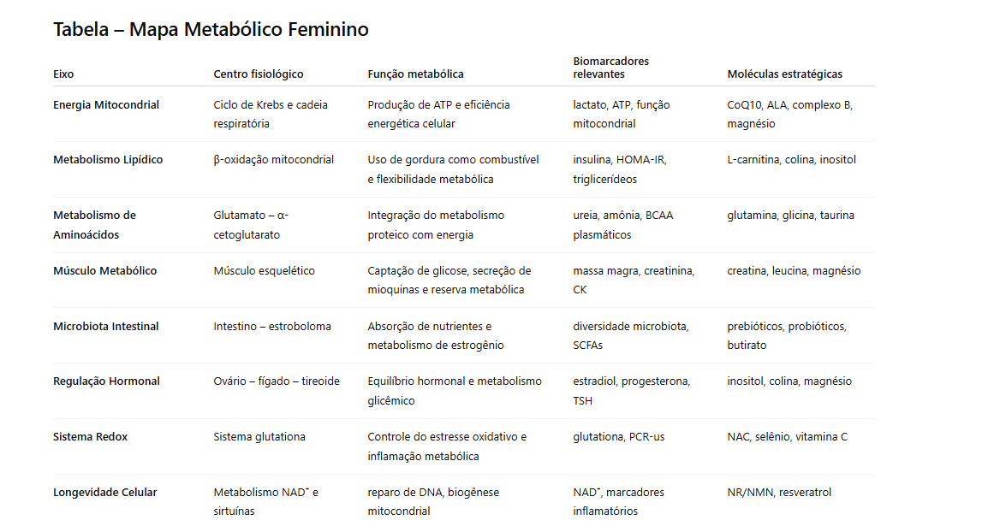 Tabela – Mapa Metabólico Feminino
Eixo Centro fisiológico Função metabólica Biomarcadores relevantes Moléculas estratégicas
Energia Mitocondrial Ciclo de Krebs e cadeia Produção de ATP e eficiência lactato, ATP, função CoQ10, ALA, complexo B,
respiratória energética celular mitocondrial magnésio
Metabolismo Lipídico β-oxidação mitocondrial Uso de gordura como combustível insulina, HOMA-IR, L-carnitina, colina, inositol
e flexibilidade metabólica triglicerídeos
Metabolismo de Glutamato – α- Integração do metabolismo ureia, amônia, BCAA glutamina, glicina, taurina
Aminoácidos cetoglutarato proteico com energia plasmáticos
Músculo Metabólico Músculo esquelético Captação de glicose, secreção de massa magra, creatinina, creatina, leucina, magnésio
mioquinas e reserva metabólica CK
Microbiota Intestinal Intestino – estroboloma Absorção de nutrientes e diversidade microbiota, prebióticos, probióticos,
metabolismo de estrogênio SCFAs butirato
Regulação Hormonal Ovário – fígado – tireoide Equilíbrio hormonal e metabolismo estradiol, progesterona, inositol, colina, magnésio
glicêmico TSH
Sistema Redox Sistema glutationa Controle do estresse oxidativo e glutationa, PCR-us NAC, selênio, vitamina C
inflamação metabólica
Longevidade Celular Metabolismo NAD⁺ e reparo de DNA, biogênese NAD⁺, marcadores NR/NMN, resveratrol
sirtuínas mitocondrial inflamatórios